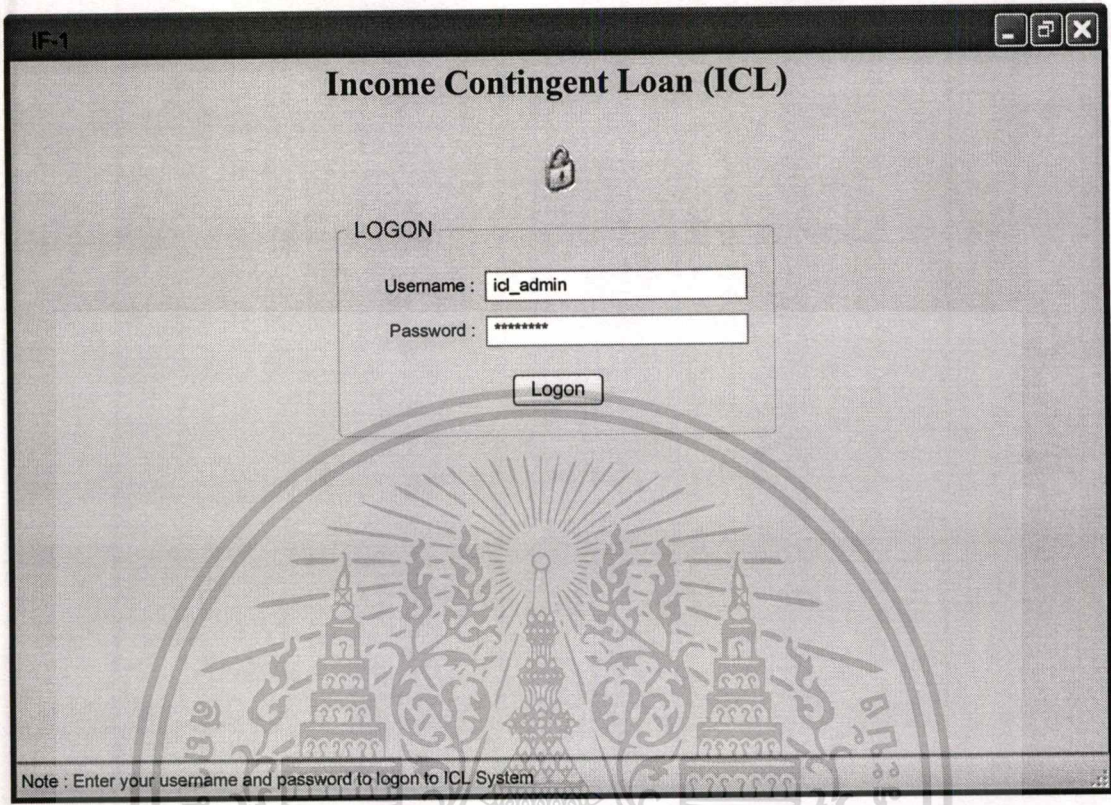 IF-1
Income Contingent Loan (ICL)
LOGON
Username : icl_admin
Password : ********
Logon
Note : Enter your username and password to logon to ICL System